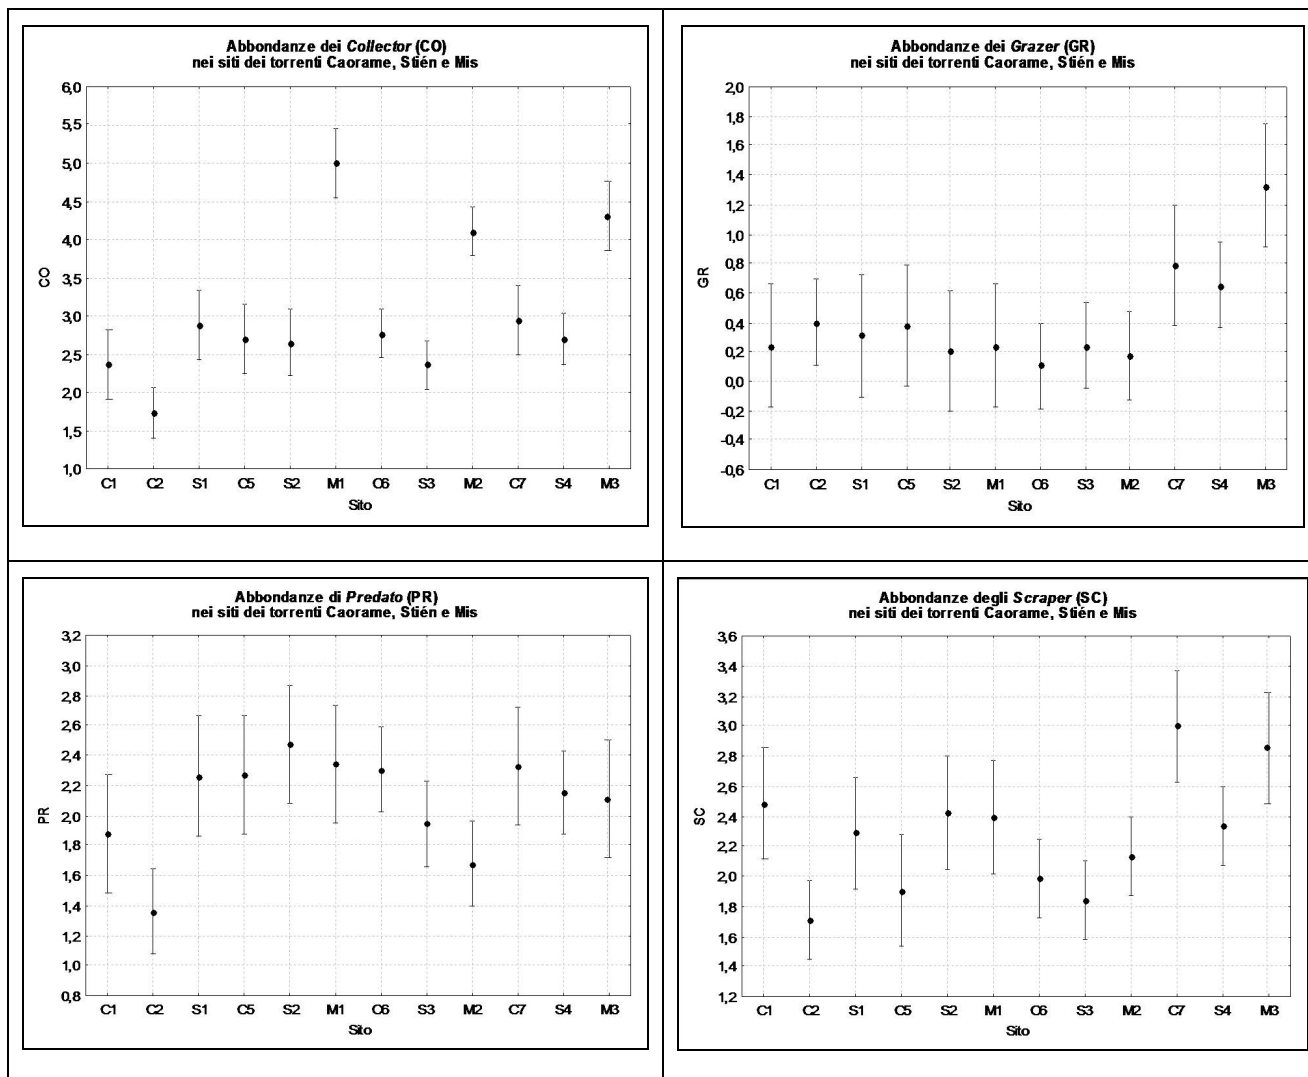 Abbondanze dei Collector (CO)
nei siti dei torrenti Caorame, Stién e Mis
6,0
5,5
5,0
4,5
4,0
3,5
3,0
2,5
2,0
1,5
1,0
CO
C1 C2 S1 C5 S2 M1 C6 S3 M2 C7 S4 M3
Sito
Abbondanze dei Grazer (GR)
nei siti dei torrenti Caorame, Stién e Mis
2,0
1,8
1,6
1,4
1,2
1,0
0,8
0,6
0,4
0,2
0,0
-0,2
-0,4
-0,6
GR
C1 C2 S1 C5 S2 M1 C6 S3 M2 C7 S4 M3
Sito
Abbondanze di Predato (PR)
nei siti dei torrenti Caorame, Stién e Mis
3,2
3,0
2,8
2,6
2,4
2,2
2,0
1,8
1,6
1,4
1,2
1,0
0,8
PR
C1 C2 S1 C5 S2 M1 C6 S3 M2 C7 S4 M3
Sito
Abbondanze degli Scraper (SC)
nei siti dei torrenti Caorame, Stién e Mis
3,6
3,4
3,2
3,0
2,8
2,6
2,4
2,2
2,0
1,8
1,6
1,4
1,2
SC
C1 C2 S1 C5 S2 M1 C6 S3 M2 C7 S4 M3
Sito